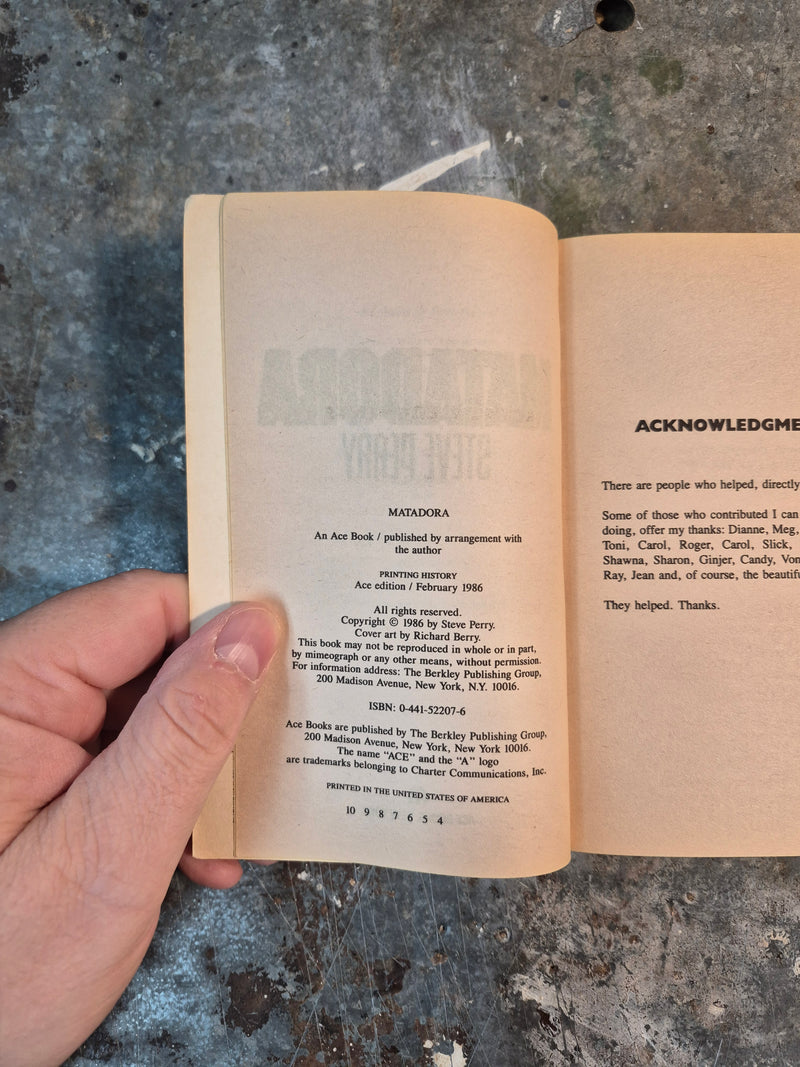 MATADORA
STEVE PERRY
MATADORA
An Ace Book / published by arrangement with
the author
PRINTING HISTORY
Ace edition / February 1986
All rights reserved.
Copyright © 1986 by Steve Perry.
Cover art by Richard Berry.
This book may not be reproduced in whole or in part,
by mimeograph or any other means, without permission.
For information address: The Berkley Publishing Group,
200 Madison Avenue, New York, N.Y. 10016.
ISBN: 0-441-52207-6
Ace Books are published by The Berkley Publishing Group,
200 Madison Avenue, New York, New York 10016.
The name "ACE" and the "A" logo
are trademarks belonging to Charter Communications, Inc.
PRINTED IN THE UNITED STATES OF AMERICA
10 9 8 7 6 5 4
ACKNOWLEDGME
There are people who helped, directly
Some of those who contributed I can
doing, offer my thanks: Dianne, Meg,
Toni, Carol, Roger, Carol, Slick,
Shawna, Sharon, Ginjer, Candy, Von
Ray, Jean and, of course, the beautifu
They helped. Thanks.